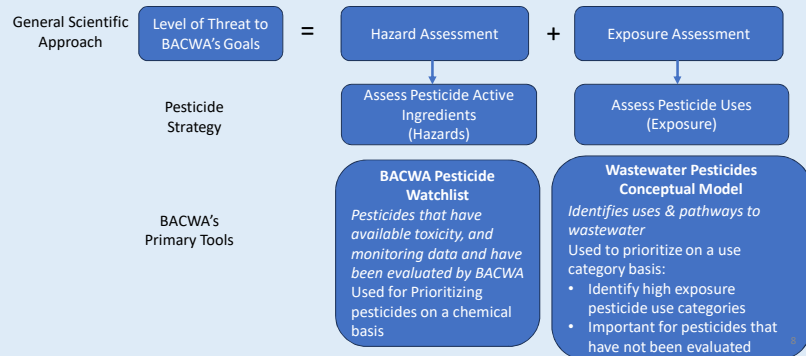 General Scientific
Approach
Level of Threat to
BACWA's Goals
=
Hazard Assessment
+
Exposure Assessment
Pesticide
Strategy
Assess Pesticide Active
Ingredients
(Hazards)
Assess Pesticide Uses
(Exposure)
BACWA's
Primary Tools
BACWA Pesticide
Watchlist
Pesticides that have
available toxicity, and
monitoring data and have
been evaluated by BACWA
Used for Prioritizing
pesticides on a chemical
basis
Wastewater Pesticides
Conceptual Model
Identifies uses & pathways to
wastewater
Used to prioritize on a use
category basis:
• Identify high exposure
pesticide use categories
• Important for pesticides that
have not been evaluated
8